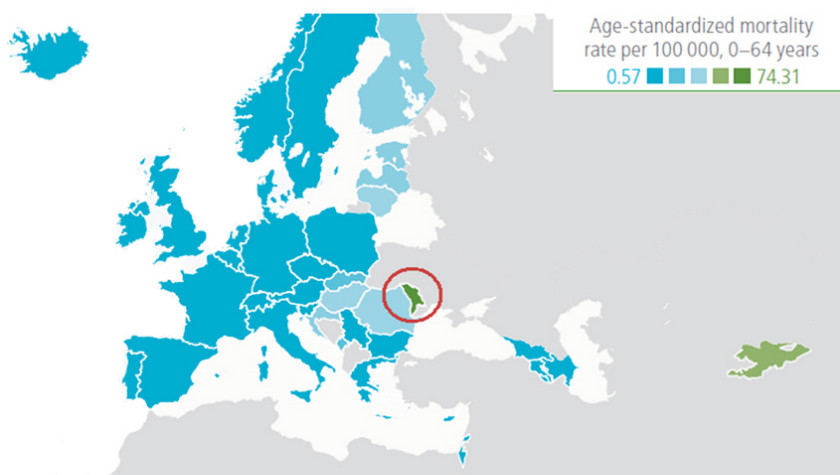 Age-standardized mortality
rate per 100 000, 0–64 years
0.57 74.31